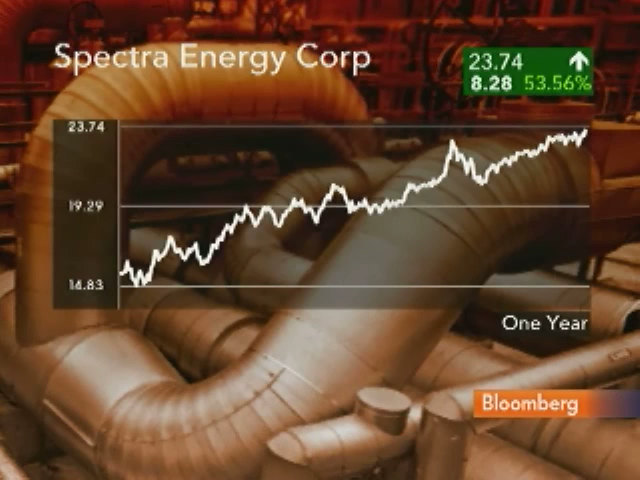 Spectra Energy Corp
23.74
8.28 53.56%
23.74
19.29
14.83
One Year
Bloomberg